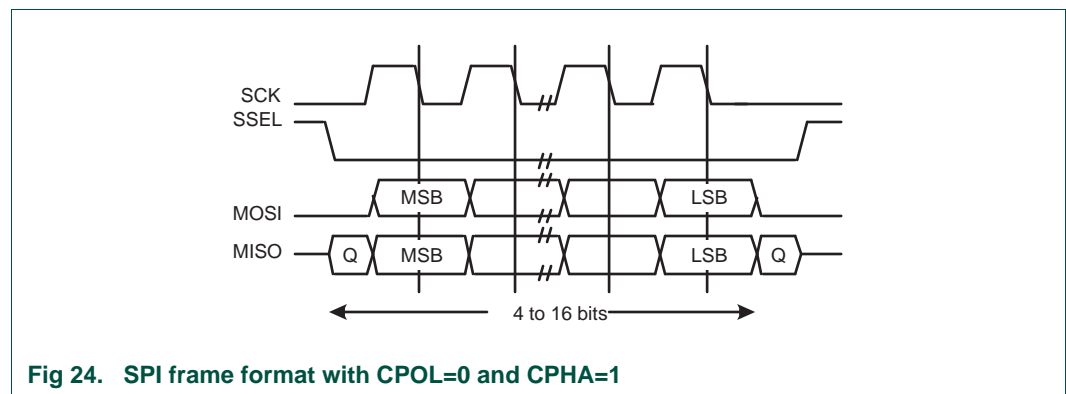 SCK
SSEL
MOSI MSB LSB
MISO Q MSB LSB Q
4 to 16 bits
Fig 24. SPI frame format with CPOL=0 and CPHA=1